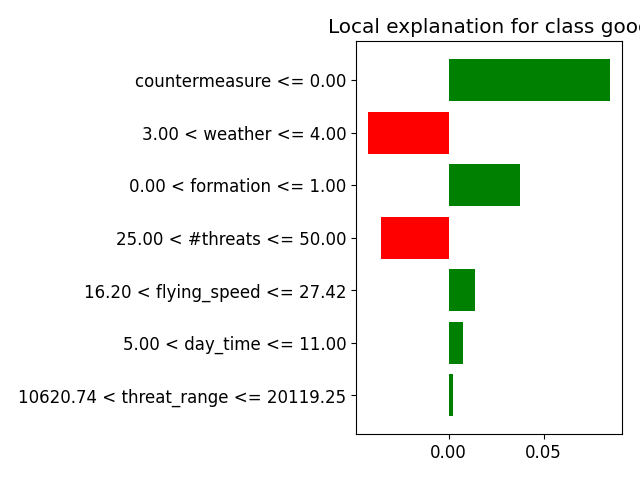 Local explanation for class good
countermeasure <= 0.00
3.00 < weather <= 4.00
0.00 < formation <= 1.00
25.00 < #threats <= 50.00
16.20 < flying_speed <= 27.42
5.00 < day_time <= 11.00
10620.74 < threat_range <= 20119.25
0.00 0.05